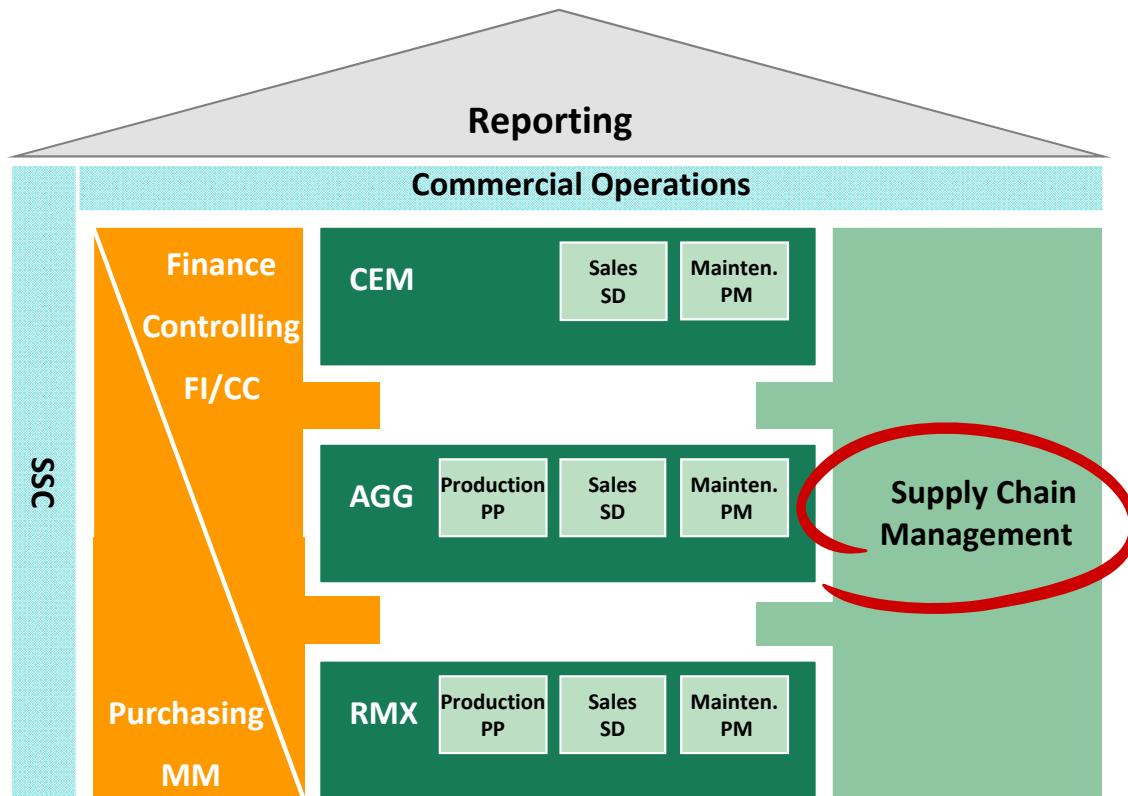 Reporting
Commercial Operations
SSC
Finance
Controlling
FI/CC
Purchasing
MM
CEM
Sales
SD
Mainten.
PM
AGG
Production
PP
Sales
SD
Mainten.
PM
RMX
Production
PP
Sales
SD
Mainten.
PM
Supply Chain
Management